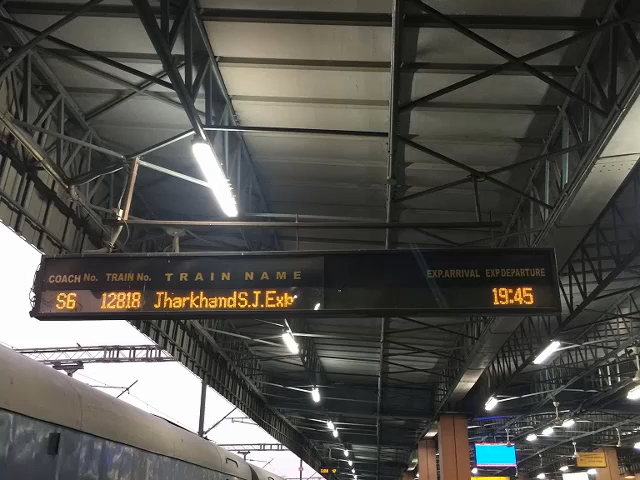 COACH No. TRAIN No. TRAIN NAME EXP.ARRIVAL EXP.DEPARTURE
S6 12818 JharkhandS.J.Exp 19:45